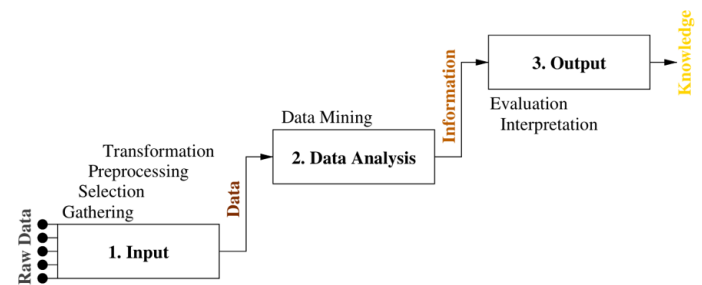 Raw Data
Transformation
Preprocessing
Selection
Gathering
1. Input
Data
Data Mining
2. Data Analysis
Information
3. Output
Evaluation
Interpretation
Knowledge